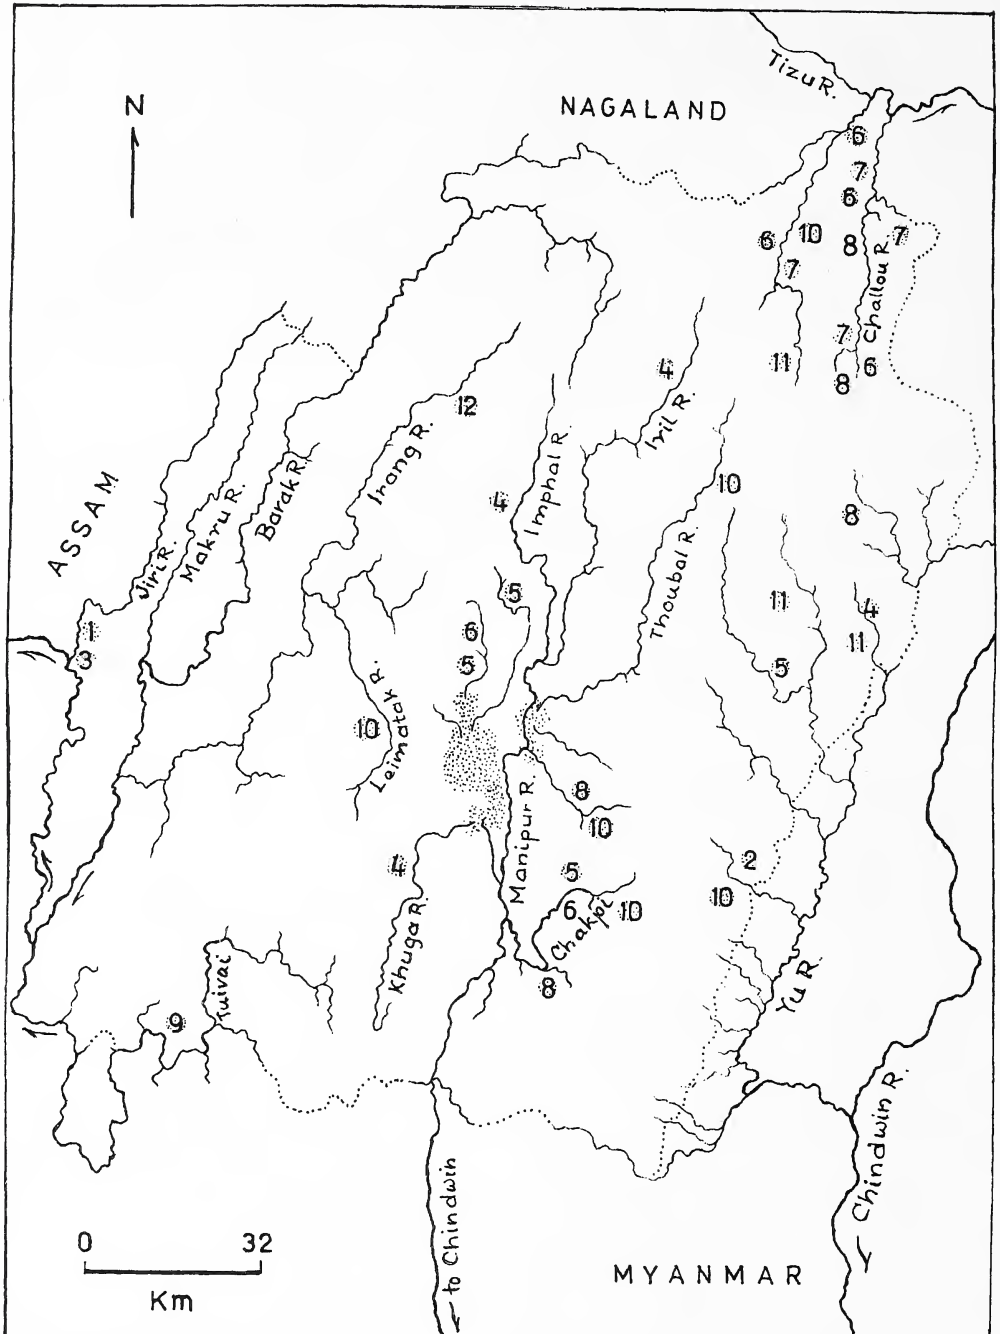 Tizu R.
N
NAGALAND
6
7
6
6
10
8
7
7
Challou R.
7
11
6
8
4
12
Iril R.
Irang R.
Imphal R.
Barak R.
ASSAM
10
4
8
Makru R.
Jiri R.
Thoubal R.
5
11
4
1
6
11
3
5
5
Leimatak R.
10
8
Manipur R.
10
2
4
5
10
6
10
Chakpi
Khuga R.
8
Tuivai
Yu R.
9
Chindwin R.
to Chindwin
0 32
Km
MYANMAR